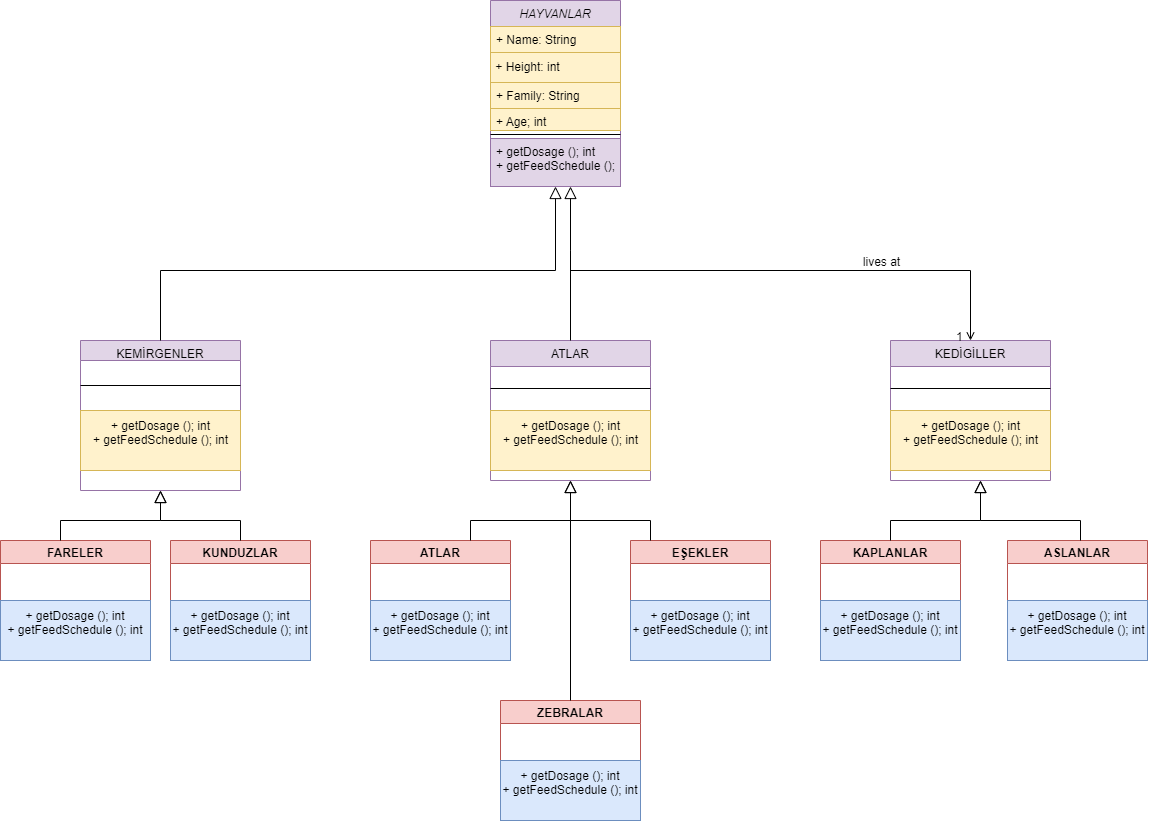 HAYVANLAR
+ Name: String
+ Height: int
+ Family: String
+ Age; int
+ getDosage (); int
+ getFeedSchedule ();
lives at
1
KEMİRGENLER
+ getDosage (); int
+ getFeedSchedule (); int
ATLAR
+ getDosage (); int
+ getFeedSchedule (); int
KEDİGİLLER
+ getDosage (); int
+ getFeedSchedule (); int
FARELER
+ getDosage (); int
+ getFeedSchedule (); int
KUNDUZLAR
+ getDosage (); int
+ getFeedSchedule (); int
ATLAR
+ getDosage (); int
+ getFeedSchedule (); int
EŞEKLER
+ getDosage (); int
+ getFeedSchedule (); int
KAPLANLAR
+ getDosage (); int
+ getFeedSchedule (); int
ASLANLAR
+ getDosage (); int
+ getFeedSchedule (); int
ZEBRALAR
+ getDosage (); int
+ getFeedSchedule (); int